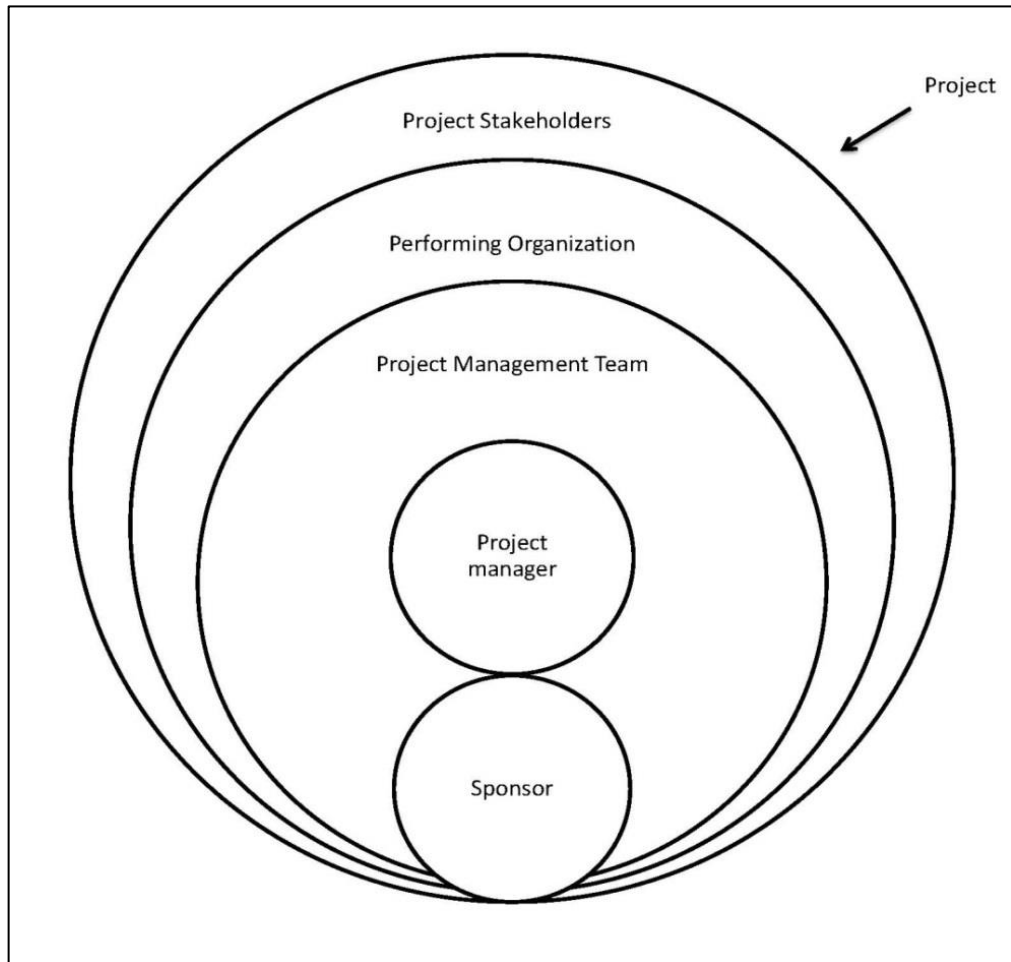 Project
Project Stakeholders
Performing Organization
Project Management Team
Project
manager
Sponsor